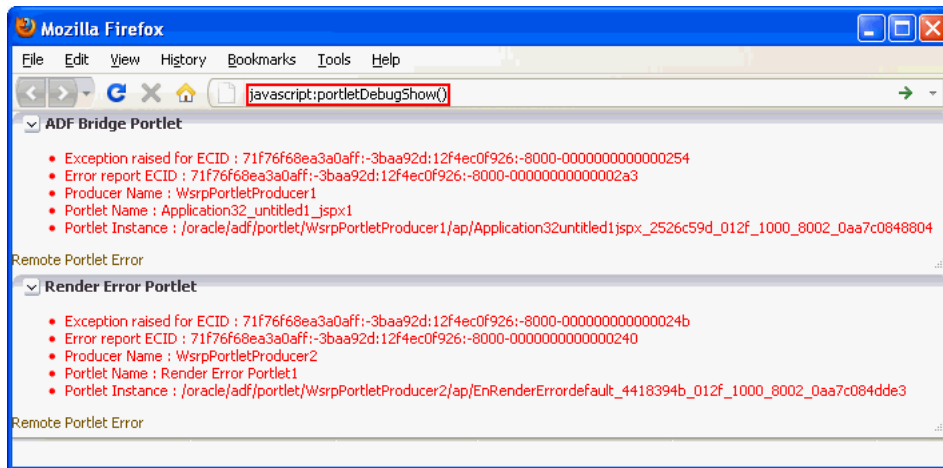 Mozilla Firefox
File Edit View History Bookmarks Tools Help
javascript:portletDebugShow()
ADF Bridge Portlet
• Exception raised for ECID : 71f76f68ea3a0aff:-3baa92d:12f4ec0f926:-8000-0000000000000254
• Error report ECID : 71f76f68ea3a0aff:-3baa92d:12f4ec0f926:-8000-00000000000002a3
• Producer Name : WsrpPortletProducer1
• Portlet Name : Application32_untitled1_jspx1
• Portlet Instance : /oracle/adf/portlet/WsrpPortletProducer1/ap/Application32untitled1jspx_2526c59d_012f_1000_8002_0aa7c0848804
Remote Portlet Error
Render Error Portlet
• Exception raised for ECID : 71f76f68ea3a0aff:-3baa92d:12f4ec0f926:-8000-000000000000024b
• Error report ECID : 71f76f68ea3a0aff:-3baa92d:12f4ec0f926:-8000-0000000000000240
• Producer Name : WsrpPortletProducer2
• Portlet Name : Render Error Portlet1
• Portlet Instance : /oracle/adf/portlet/WsrpPortletProducer2/ap/EnRenderErrordefault_4418394b_012f_1000_8002_0aa7c084dde3
Remote Portlet Error